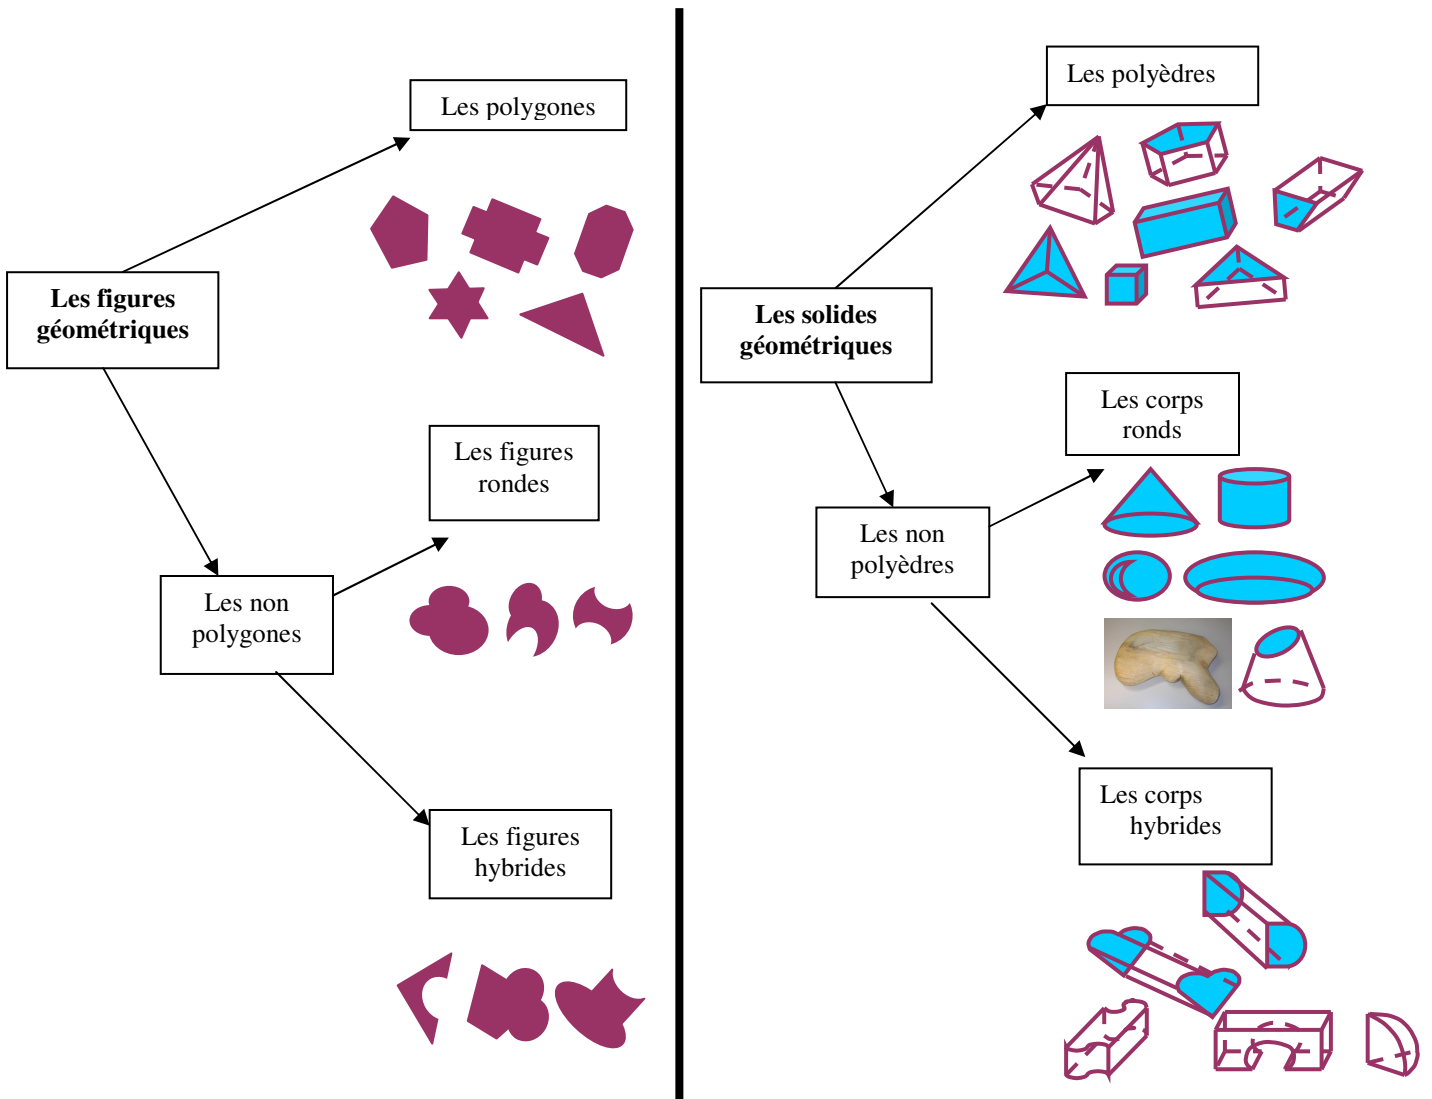 Les polygones
Les figures
géométriques
Les figures
rondes
Les non
polygones
Les figures
hybrides
Les polyèdres
Les solides
géométriques
Les corps
ronds
Les non
polyèdres
Les corps
hybrides